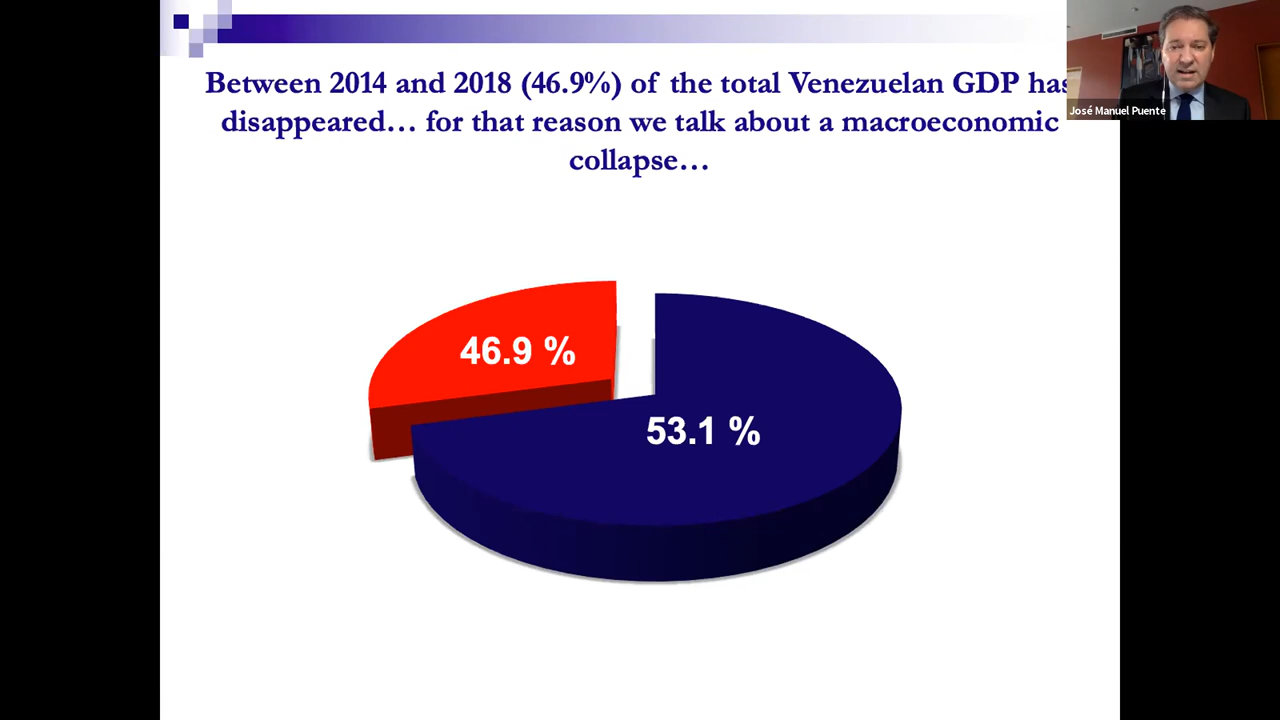 Between 2014 and 2018 (46.9%) of the total Venezuelan GDP has
disappeared… for that reason we talk about a macroeconomic
collapse…
José Manuel Puente
46.9 %
53.1 %